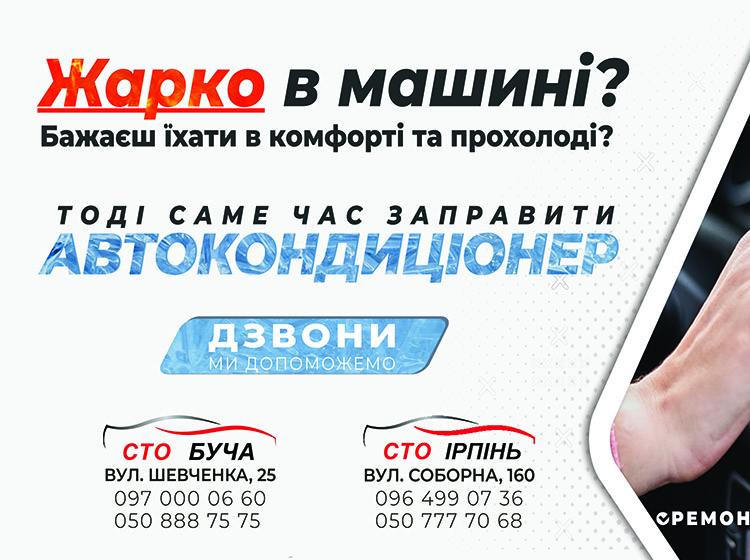 Жарко в машині?
Бажаєш їхати в комфорті та прохолоді?
ТОДІ САМЕ ЧАС ЗАПРАВИТИ
АВТОКОНДИЦІОНЕР
ДЗВОНИ
МИ ДОПОМОЖЕМО
СТО БУЧА
ВУЛ. ШЕВЧЕНКА, 25
097 000 06 60
050 888 75 75
СТО ІРПІНЬ
ВУЛ. СОБОРНА, 160
096 499 07 36
050 777 70 68
РЕМОН